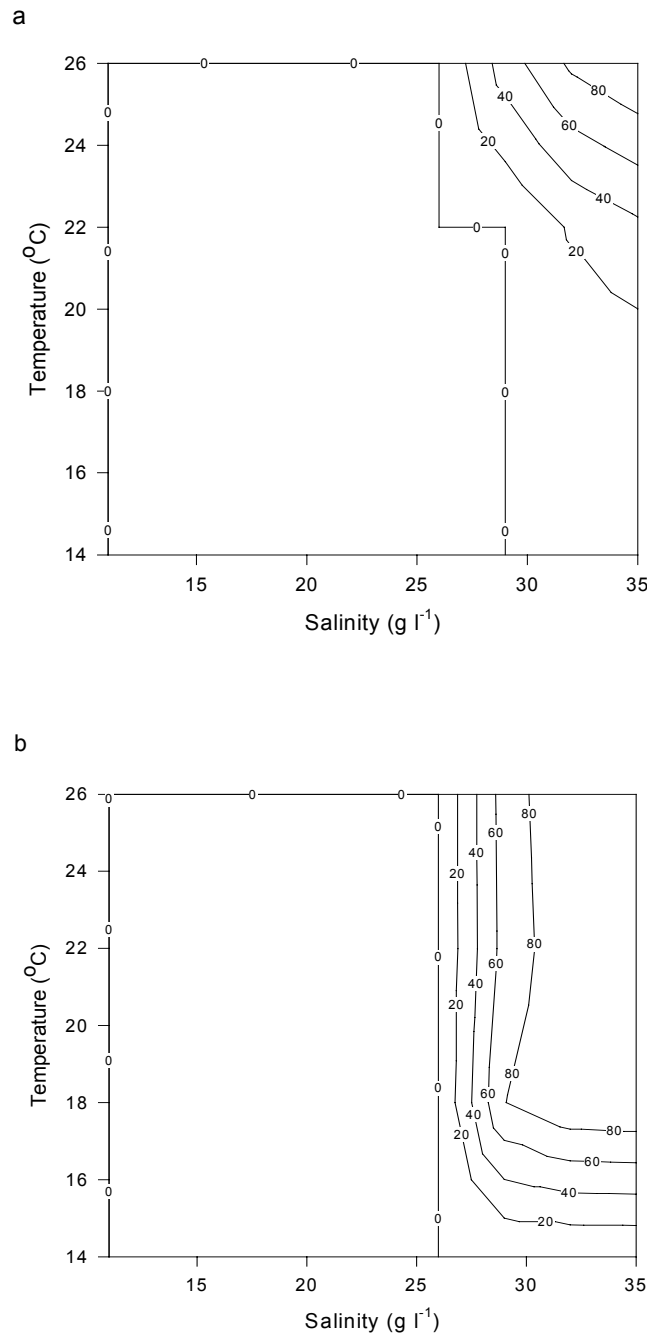 a
0 0
26
0 0 40 80
24 60
20
40
22 0
Temperature (°C)
0 0 20
20
18 0 0
16
0 0
14
15 20 25 30 35
Salinity (g l-1)
b
26 0 0 0
0 60 80
40
24 20
22 0 0 80
60
Temperature (°C)
40
20 20
0 80
18 0 60
40 80
20 60
16 0
40
0 20
14
15 20 25 30 35
Salinity (g l-1)